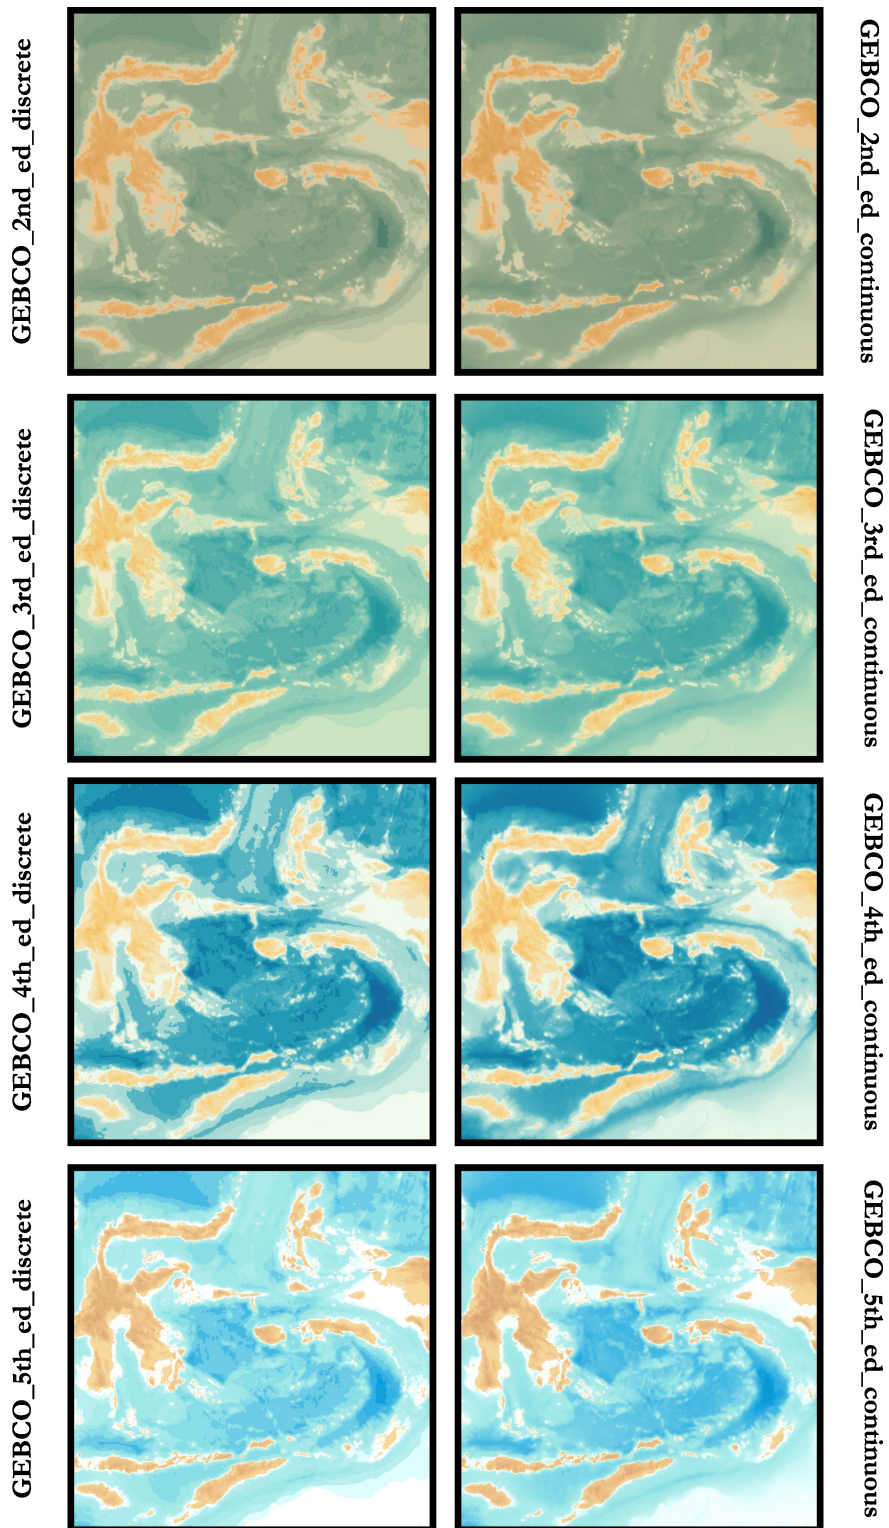 GEBCO_2nd_ed_discrete
GEBCO_2nd_ed_continuous
GEBCO_3rd_ed_discrete
GEBCO_3rd_ed_continuous
GEBCO_4th_ed_discrete
GEBCO_4th_ed_continuous
GEBCO_5th_ed_discrete
GEBCO_5th_ed_continuous